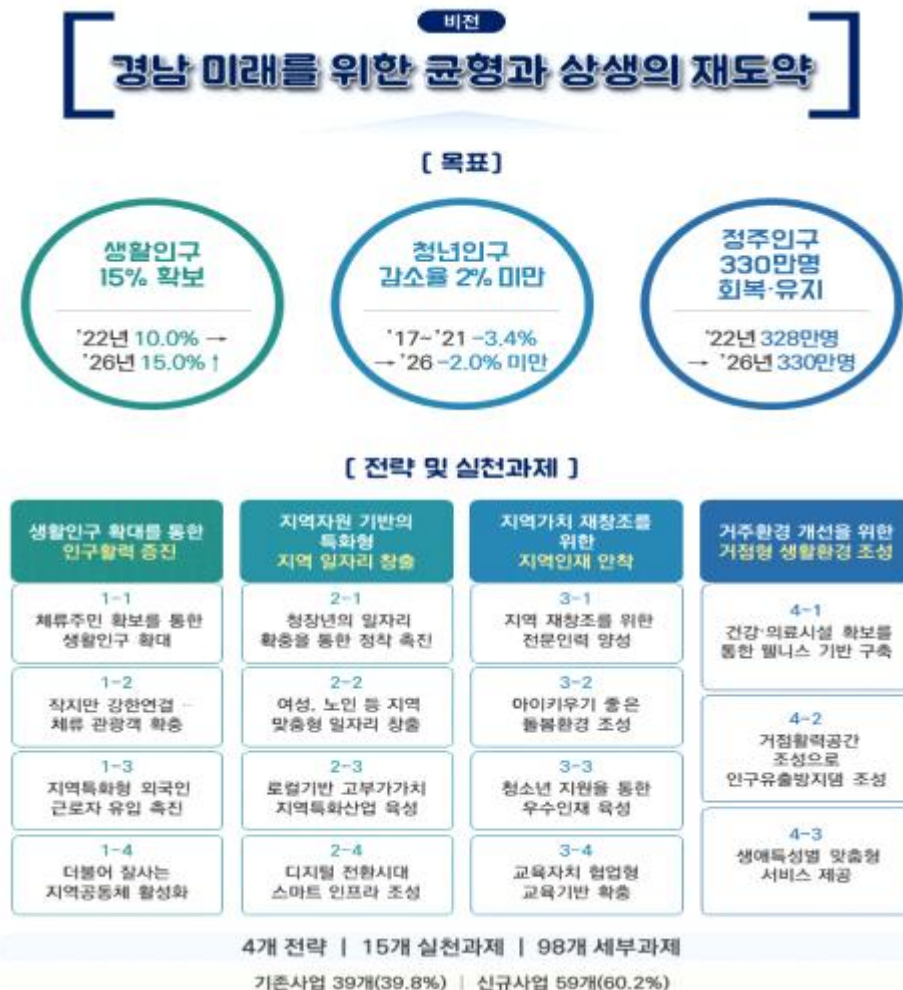 비전
경남 미래를 위한 균형과 상생의 재도약
[ 목표 ]
생활인구
15% 확보
'22년 10.0% →
'26년 15.0% ↑
청년인구
감소율 2% 미만
'17~'21 -3.4%
→ '26 -2.0% 미만
정주인구
330만명
회복·유지
'22년 328만명
→ '26년 330만명
[ 전략 및 실천과제 ]
생활인구 확대를 통한
인구활력 증진
1-1
체류주민 확보를 통한
생활인구 확대
1-2
작지만 강한연결 -
체류 관광객 확충
1-3
지역특화형 외국인
근로자 유입 촉진
1-4
더불어 잘사는
지역공동체 활성화
지역자원 기반의
특화형
지역 일자리 창출
2-1
청장년의 일자리
확충을 통한 정착 촉진
2-2
여성, 노인 등 지역
맞춤형 일자리 창출
2-3
로컬기반 고부가가치
지역특화산업 육성
2-4
디지털 전환시대
스마트 인프라 조성
지역가치 재창조를
위한
지역인재 안착
3-1
지역 재창조를 위한
전문인력 양성
3-2
아이키우기 좋은
돌봄환경 조성
3-3
청소년 지원을 통한
우수인재 육성
3-4
교육자치 협업형
교육기반 확충
거주환경 개선을 위한
거점형 생활환경 조성
4-1
건강·의료시설 확보를
통한 웰니스 기반 구축
4-2
거점활력공간
조성으로
인구유출방지댐 조성
4-3
생애특성별 맞춤형
서비스 제공
4개 전략 | 15개 실천과제 | 98개 세부과제
기존사업 39개(39.8%) | 신규사업 59개(60.2%)